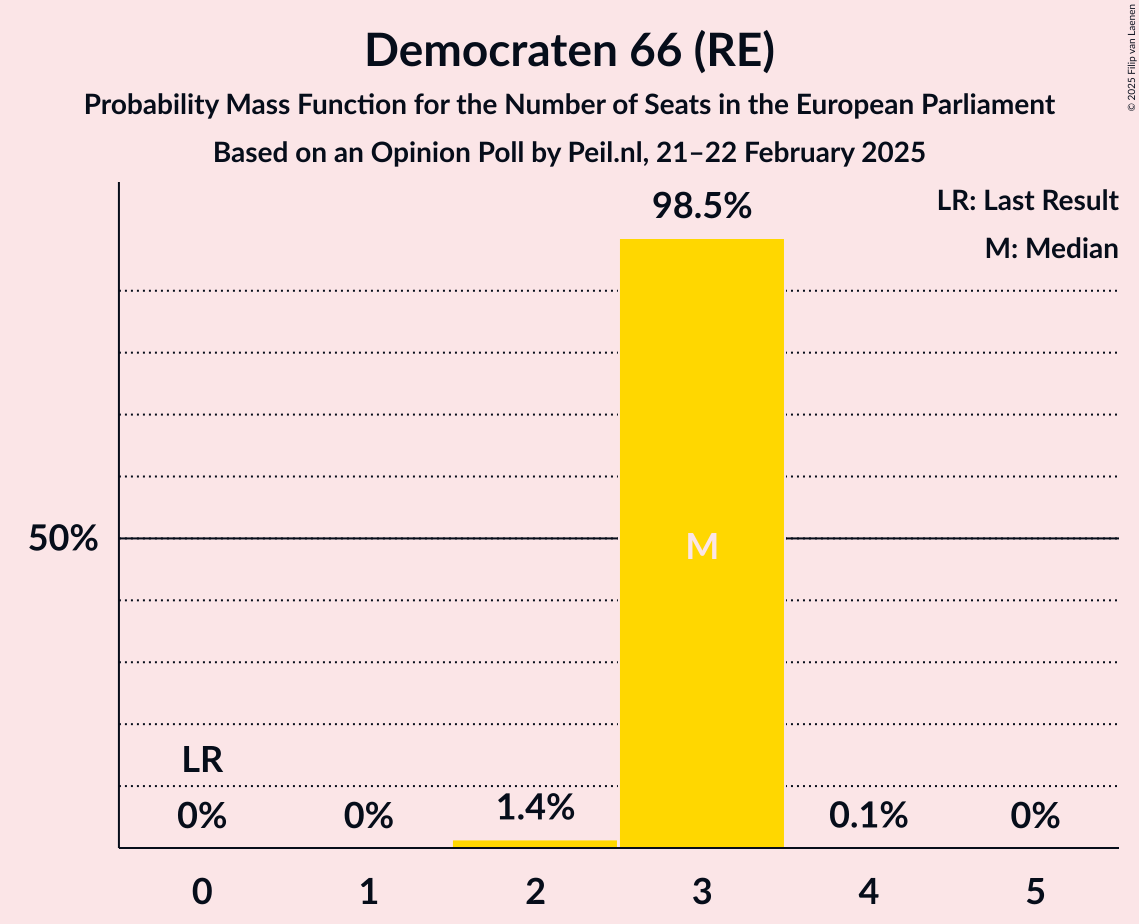 Democraten 66 (RE)
Probability Mass Function for the Number of Seats in the European Parliament
Based on an Opinion Poll by Peil.nl, 21–22 February 2025
© 2025 Filip van Laenen
LR: Last Result
M: Median
98.5%
50%
M
LR
0%
0%
1.4%
0.1%
0%
0
1
2
3
4
5